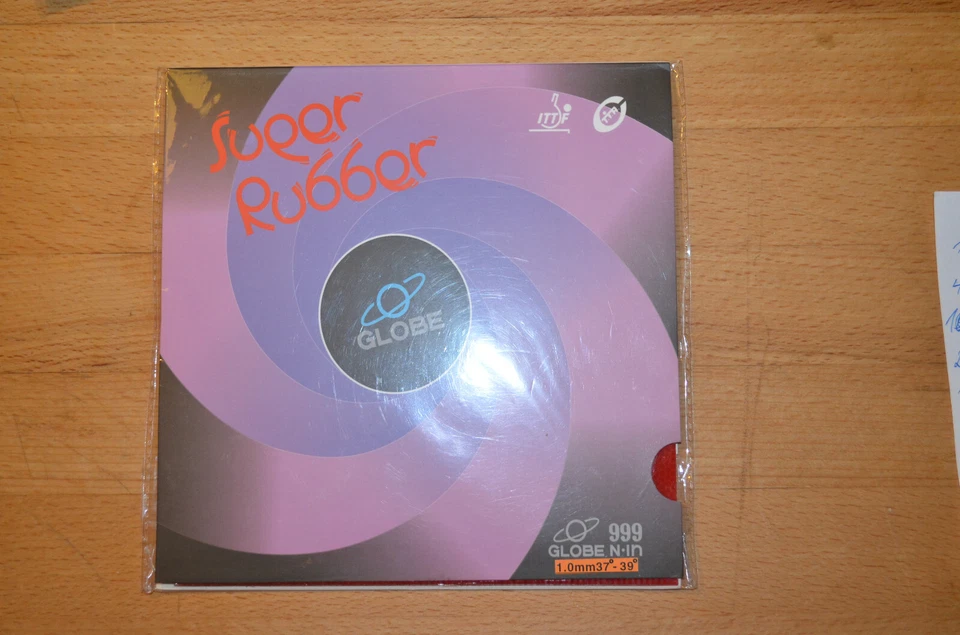 Super
Rubber
ITTF
GLOBE
999
GLOBE N-in
1.0mm37°-39°